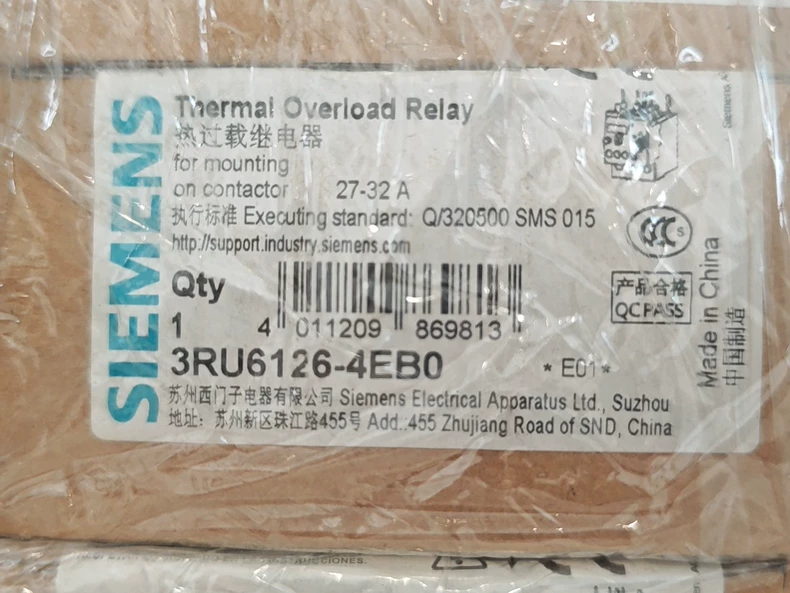 SIEMENS
Thermal Overload Relay
热过载继电器
for mounting
on contactor 27-32 A
执行标准 Executing standard: Q/320500 SMS 015
http://support.industry.siemens.com
Qty
1
4 011209 869813
3RU6126-4EB0 * E01 *
苏州西门子电器有限公司 Siemens Electrical Apparatus Ltd., Suzhou
地址: 苏州新区珠江路455号 Add.:455 Zhujiang Road of SND, China
Siemens A
CCC S
产品合格
QC PASS
Made in China
中国制造